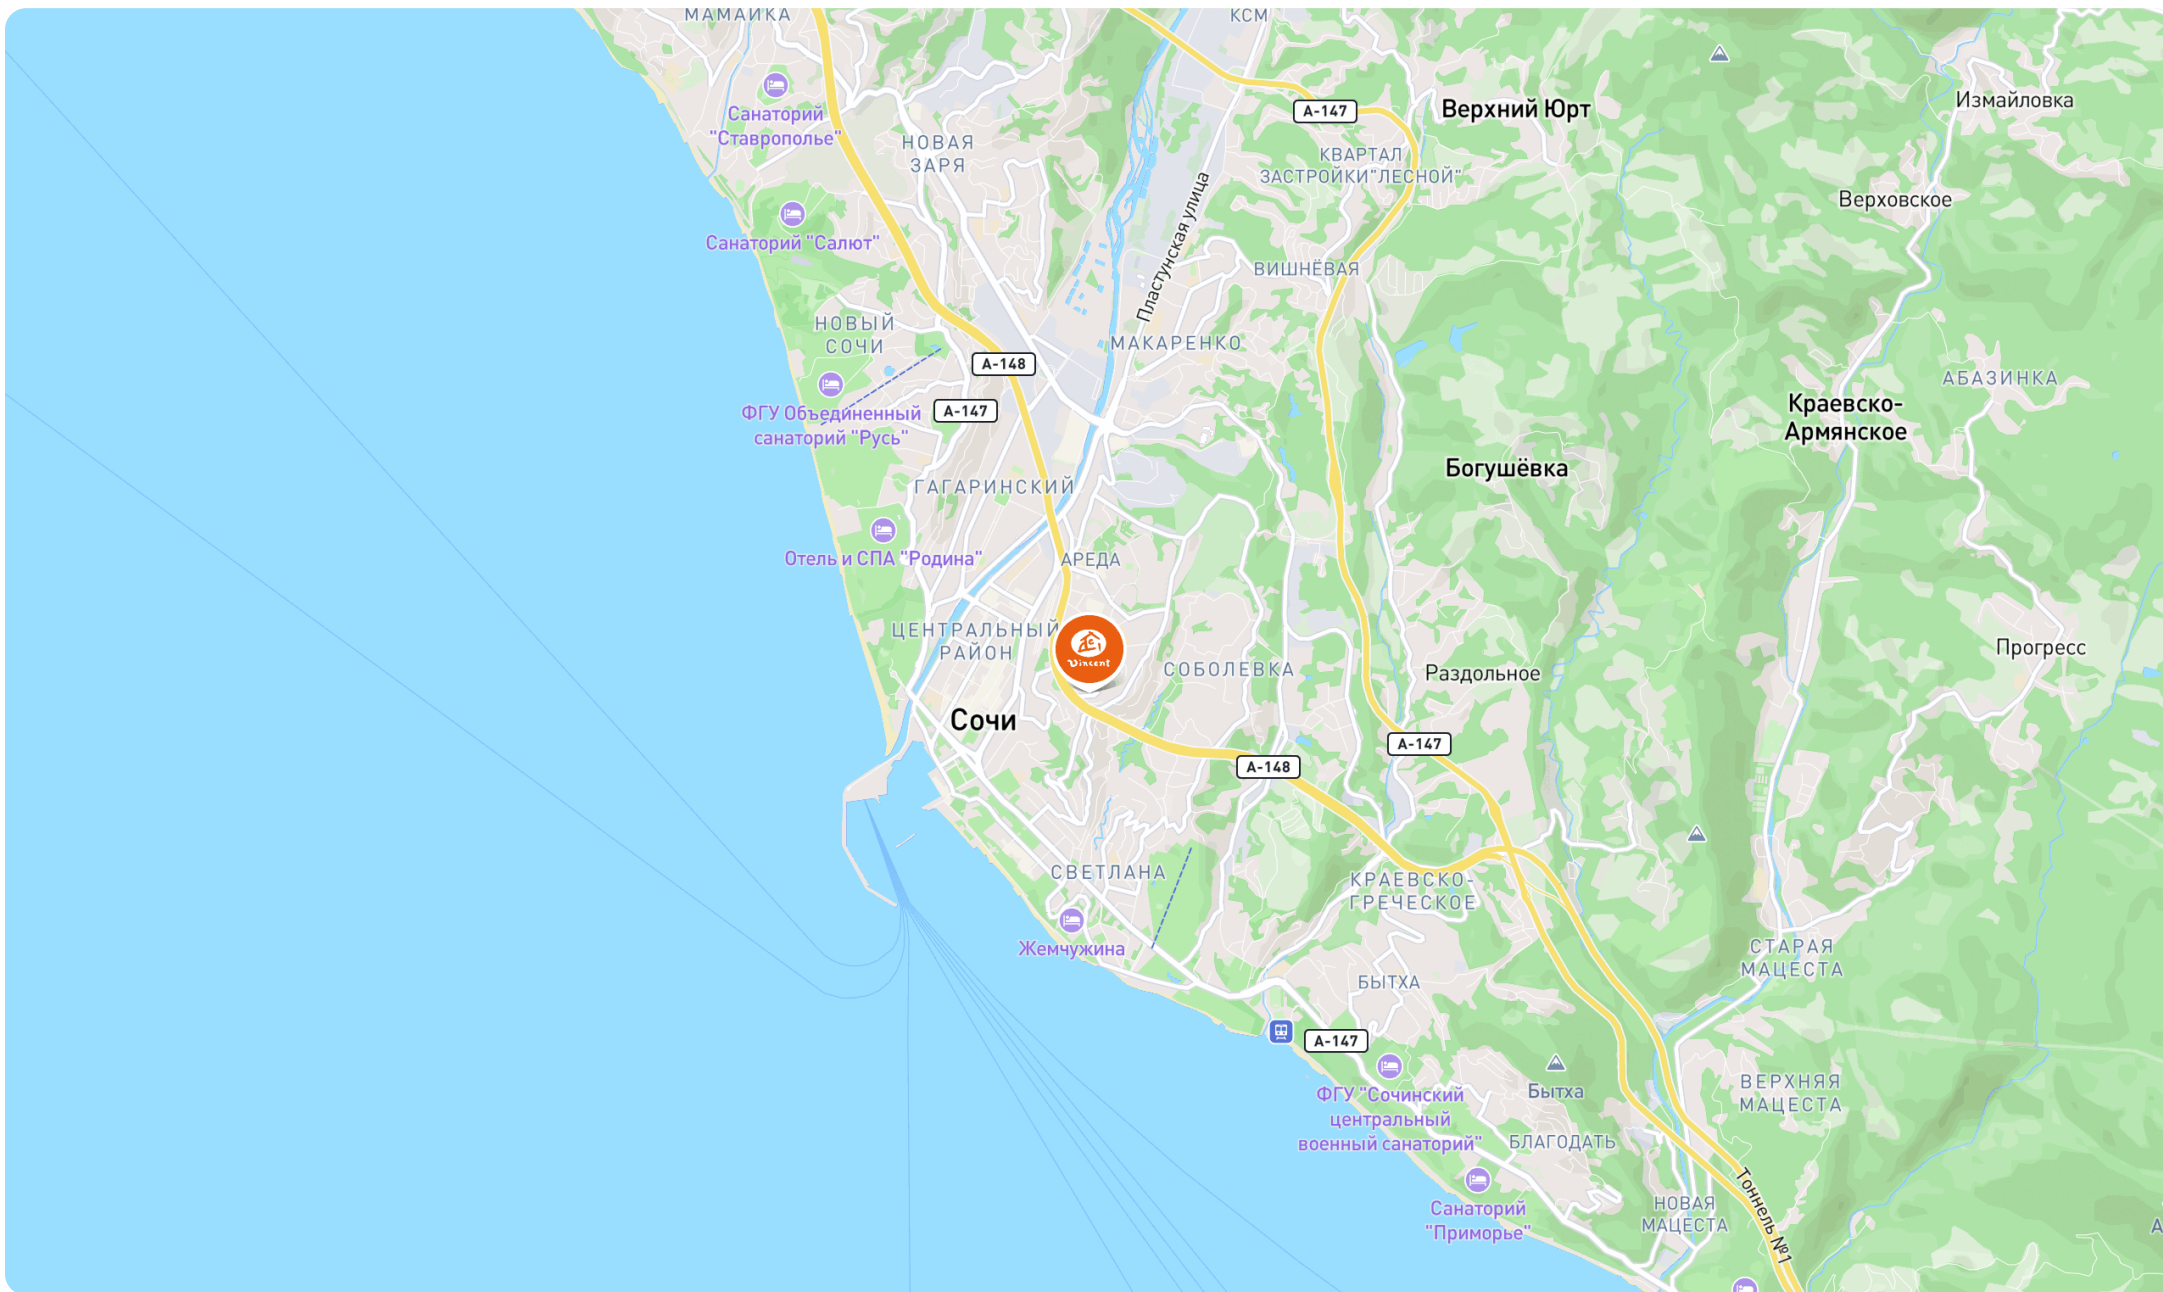 МАМАЙКА
КСМ
Санаторий
"Ставрополье"
НОВАЯ
ЗАРЯ
А-147
Верхний Юрт
Измайловка
КВАРТАЛ
ЗАСТРОЙКИ"ЛЕСНОЙ"
Верховское
Санаторий "Салют"
Пластунская улица
ВИШНЁВАЯ
НОВЫЙ
СОЧИ
МАКАРЕНКО
А-148
АБАЗИНКА
ФГУ Объединенный
санаторий "Русь"
А-147
Краевско-
Армянское
Богушёвка
ГАГАРИНСКИЙ
Отель и СПА "Родина"
АРЕДА
ЦЕНТРАЛЬНЫЙ
РАЙОН
Vincent
СОБОЛЕВКА
Раздольное
Прогресс
Сочи
А-148
А-147
СВЕТЛАНА
КРАЕВСКО-
ГРЕЧЕСКОЕ
Жемчужина
СТАРАЯ
МАЦЕСТА
БЫТХА
А-147
ФГУ "Сочинский
центральный
военный санаторий"
Бытха
ВЕРХНЯЯ
МАЦЕСТА
БЛАГОДАТЬ
Санаторий
"Приморье"
НОВАЯ
МАЦЕСТА
Тоннель №1